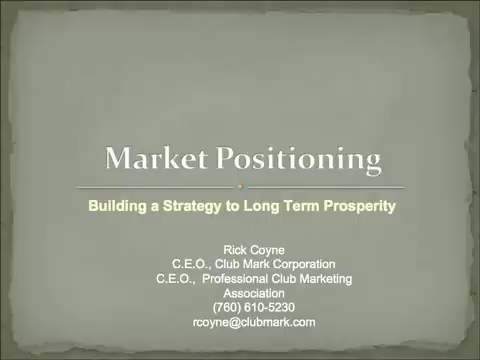 Market Positioning
Building a Strategy to Long Term Prosperity
Rick Coyne
C.E.O., Club Mark Corporation
C.E.O., Professional Club Marketing
Association
(760) 610-5230
rcoyne@clubmark.com